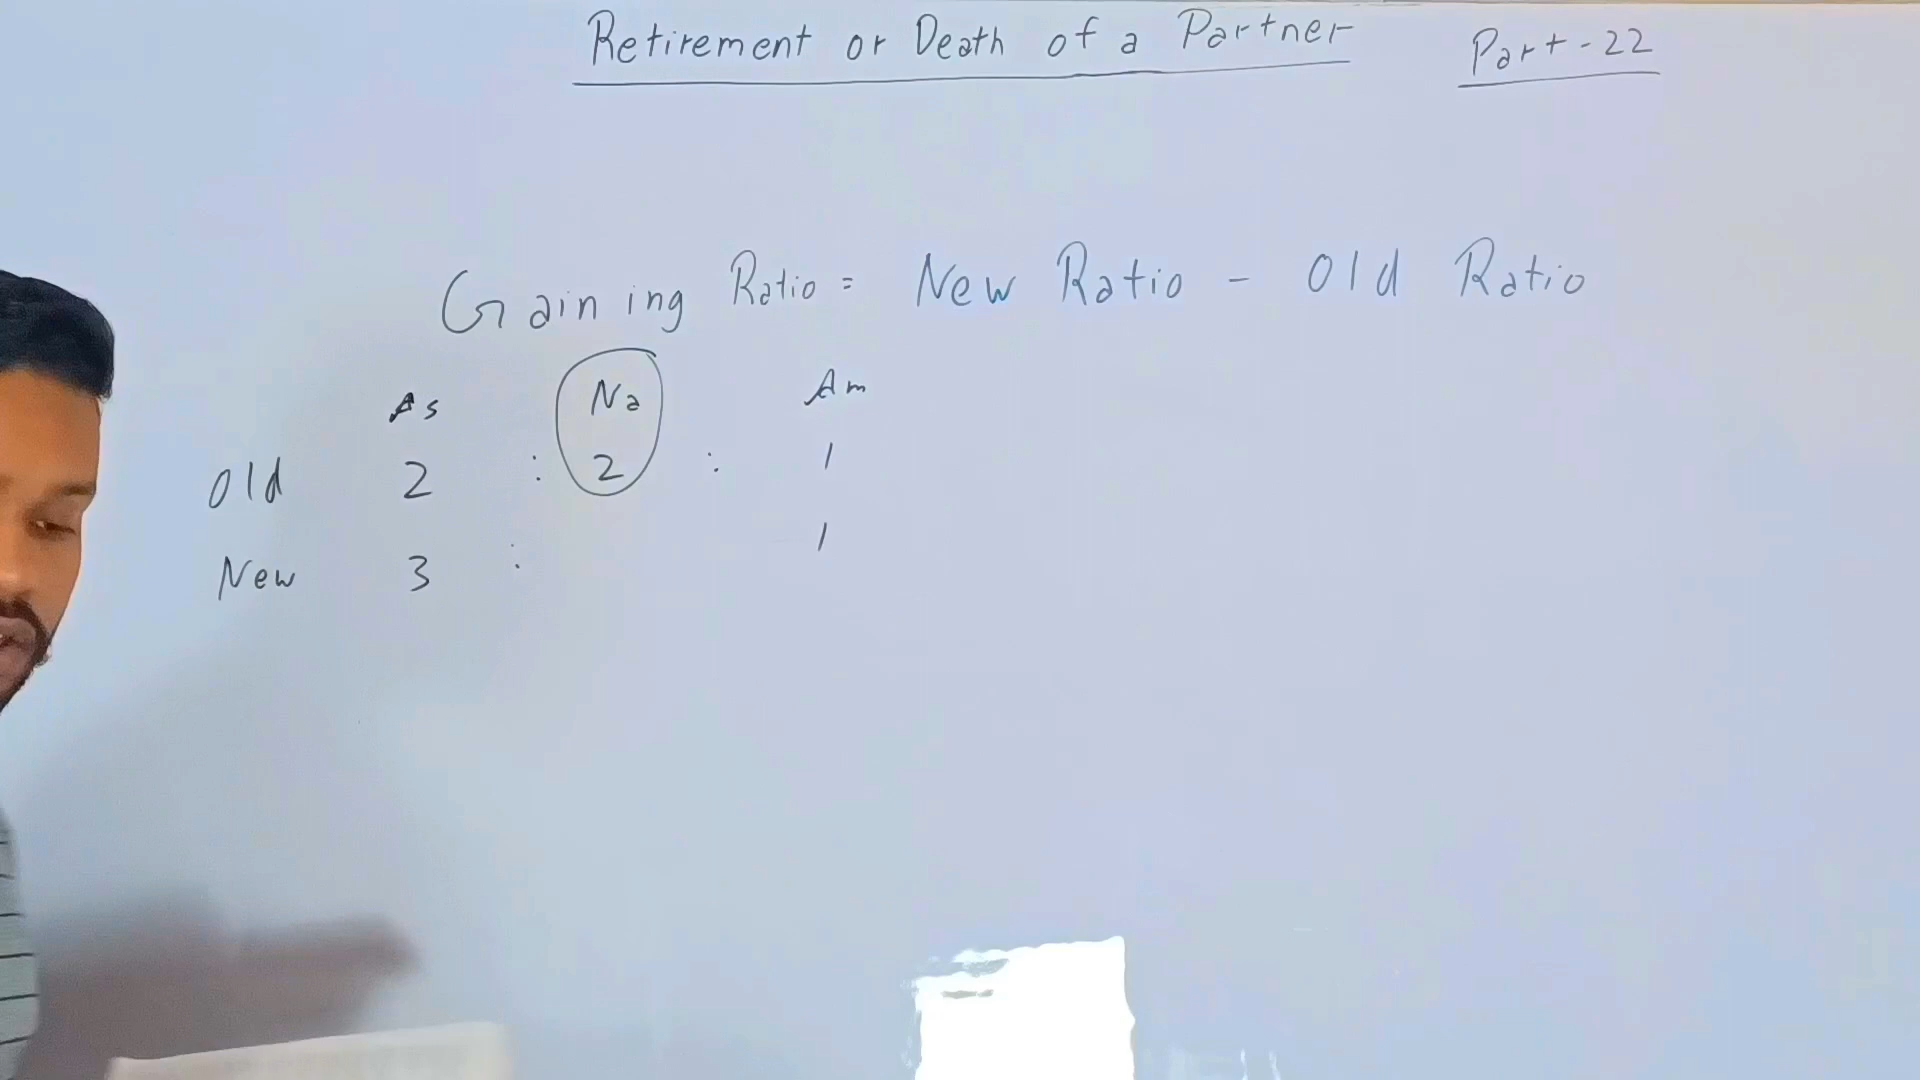 Retirement or Death of a Partner Part-22
Gaining Ratio = New Ratio - Old Ratio
As Na Am
Old 2 : 2 : 1
New 3 : 1